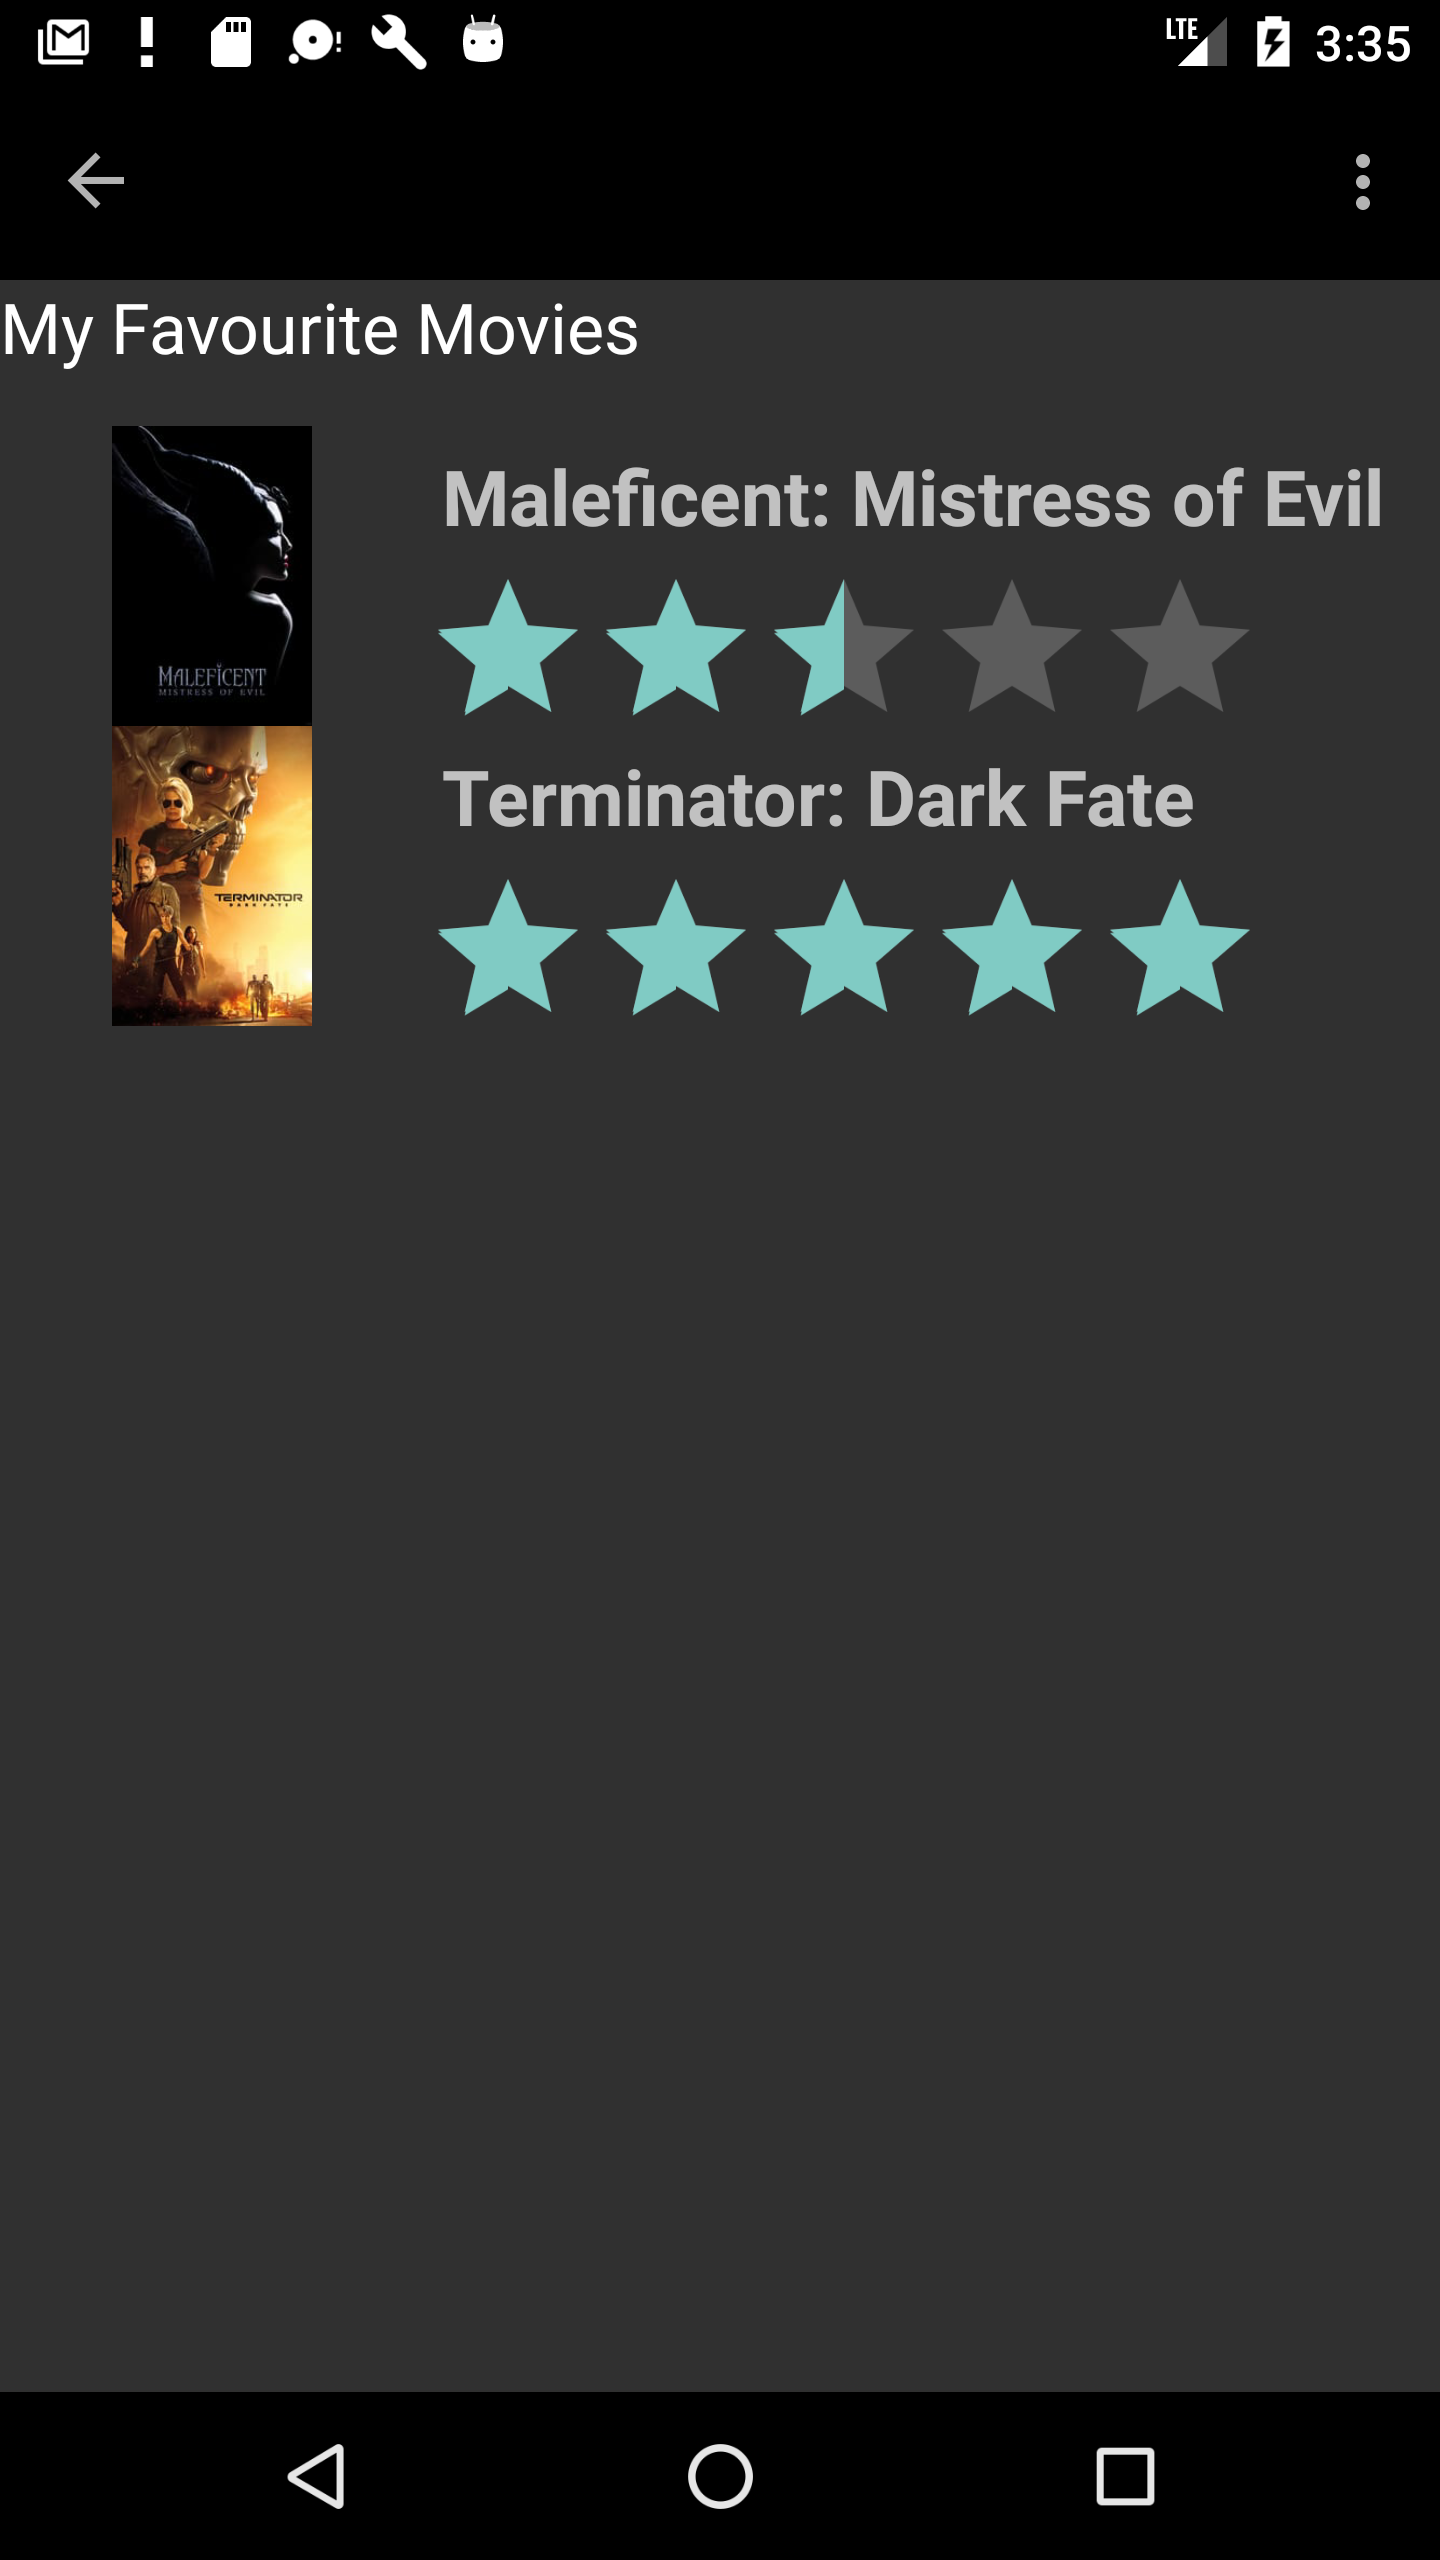 LTE 3:35
My Favourite Movies
Maleficent: Mistress of Evil
MALEFICENT
MISTRESS OF EVIL
Terminator: Dark Fate
TERMINATOR
DARK FATE